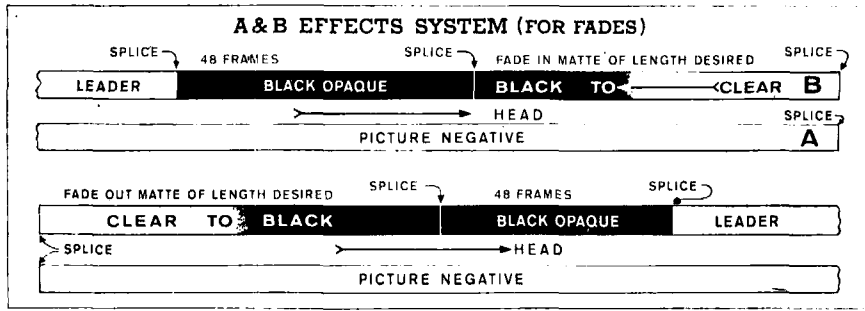 A & B EFFECTS SYSTEM (FOR FADES)
SPLICE 48 FRAMES SPLICE FADE IN MATTE OF LENGTH DESIRED SPLICE
LEADER BLACK OPAQUE BLACK TO CLEAR B
HEAD SPLICE
PICTURE NEGATIVE A
FADE OUT MATTE OF LENGTH DESIRED SPLICE 48 FRAMES SPLICE
CLEAR TO BLACK BLACK OPAQUE LEADER
SPLICE HEAD
PICTURE NEGATIVE